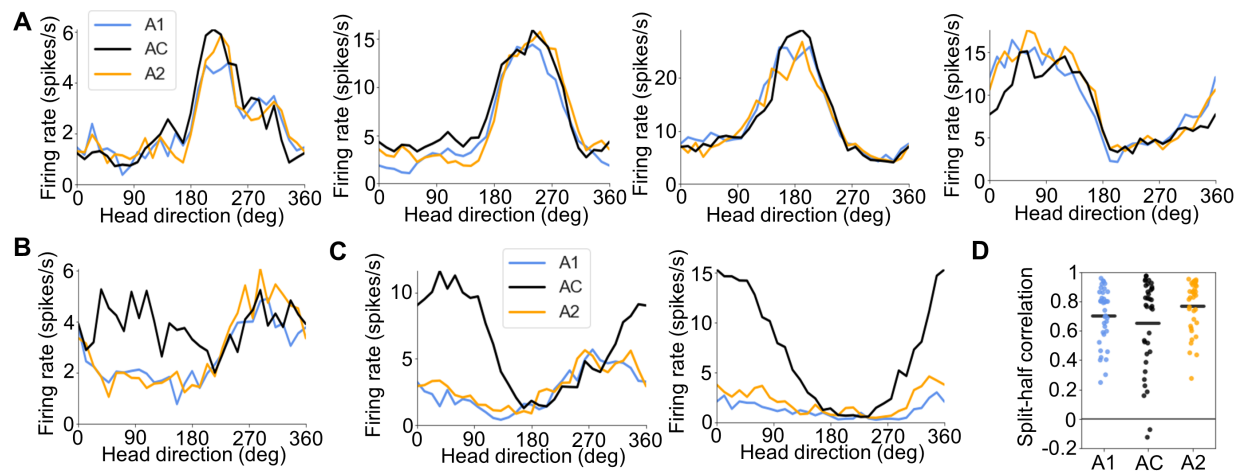 A
A1
AC
A2
Firing rate (spikes/s)
6
4
2
0
0 90 180 270 360
Head direction (deg)
Firing rate (spikes/s)
15
10
5
0
0 90 180 270 360
Head direction (deg)
Firing rate (spikes/s)
20
10
0
0 90 180 270 360
Head direction (deg)
Firing rate (spikes/s)
15
10
5
0
0 90 180 270 360
Head direction (deg)
B
Firing rate (spikes/s)
6
4
2
0
0 90 180 270 360
Head direction (deg)
C
A1
AC
A2
Firing rate (spikes/s)
10
5
0
0 90 180 270 360
Head direction (deg)
Firing rate (spikes/s)
15
10
5
0
0 90 180 270 360
Head direction (deg)
D
Split-half correlation
1
0.8
0.6
0.4
0.2
0
-0.2
A1 AC A2